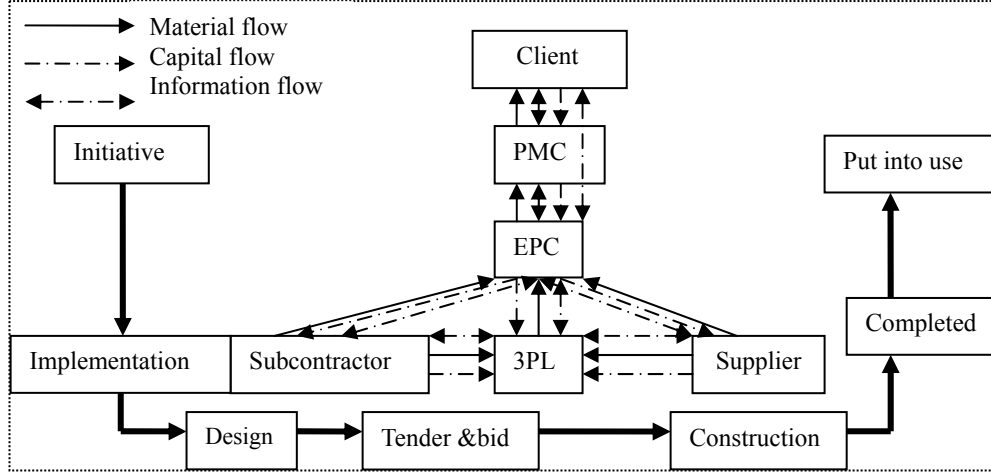 Material flow
Capital flow
Information flow
Client
Initiative
PMC
Put into use
EPC
Completed
Implementation
Subcontractor
3PL
Supplier
Design
Tender &bid
Construction